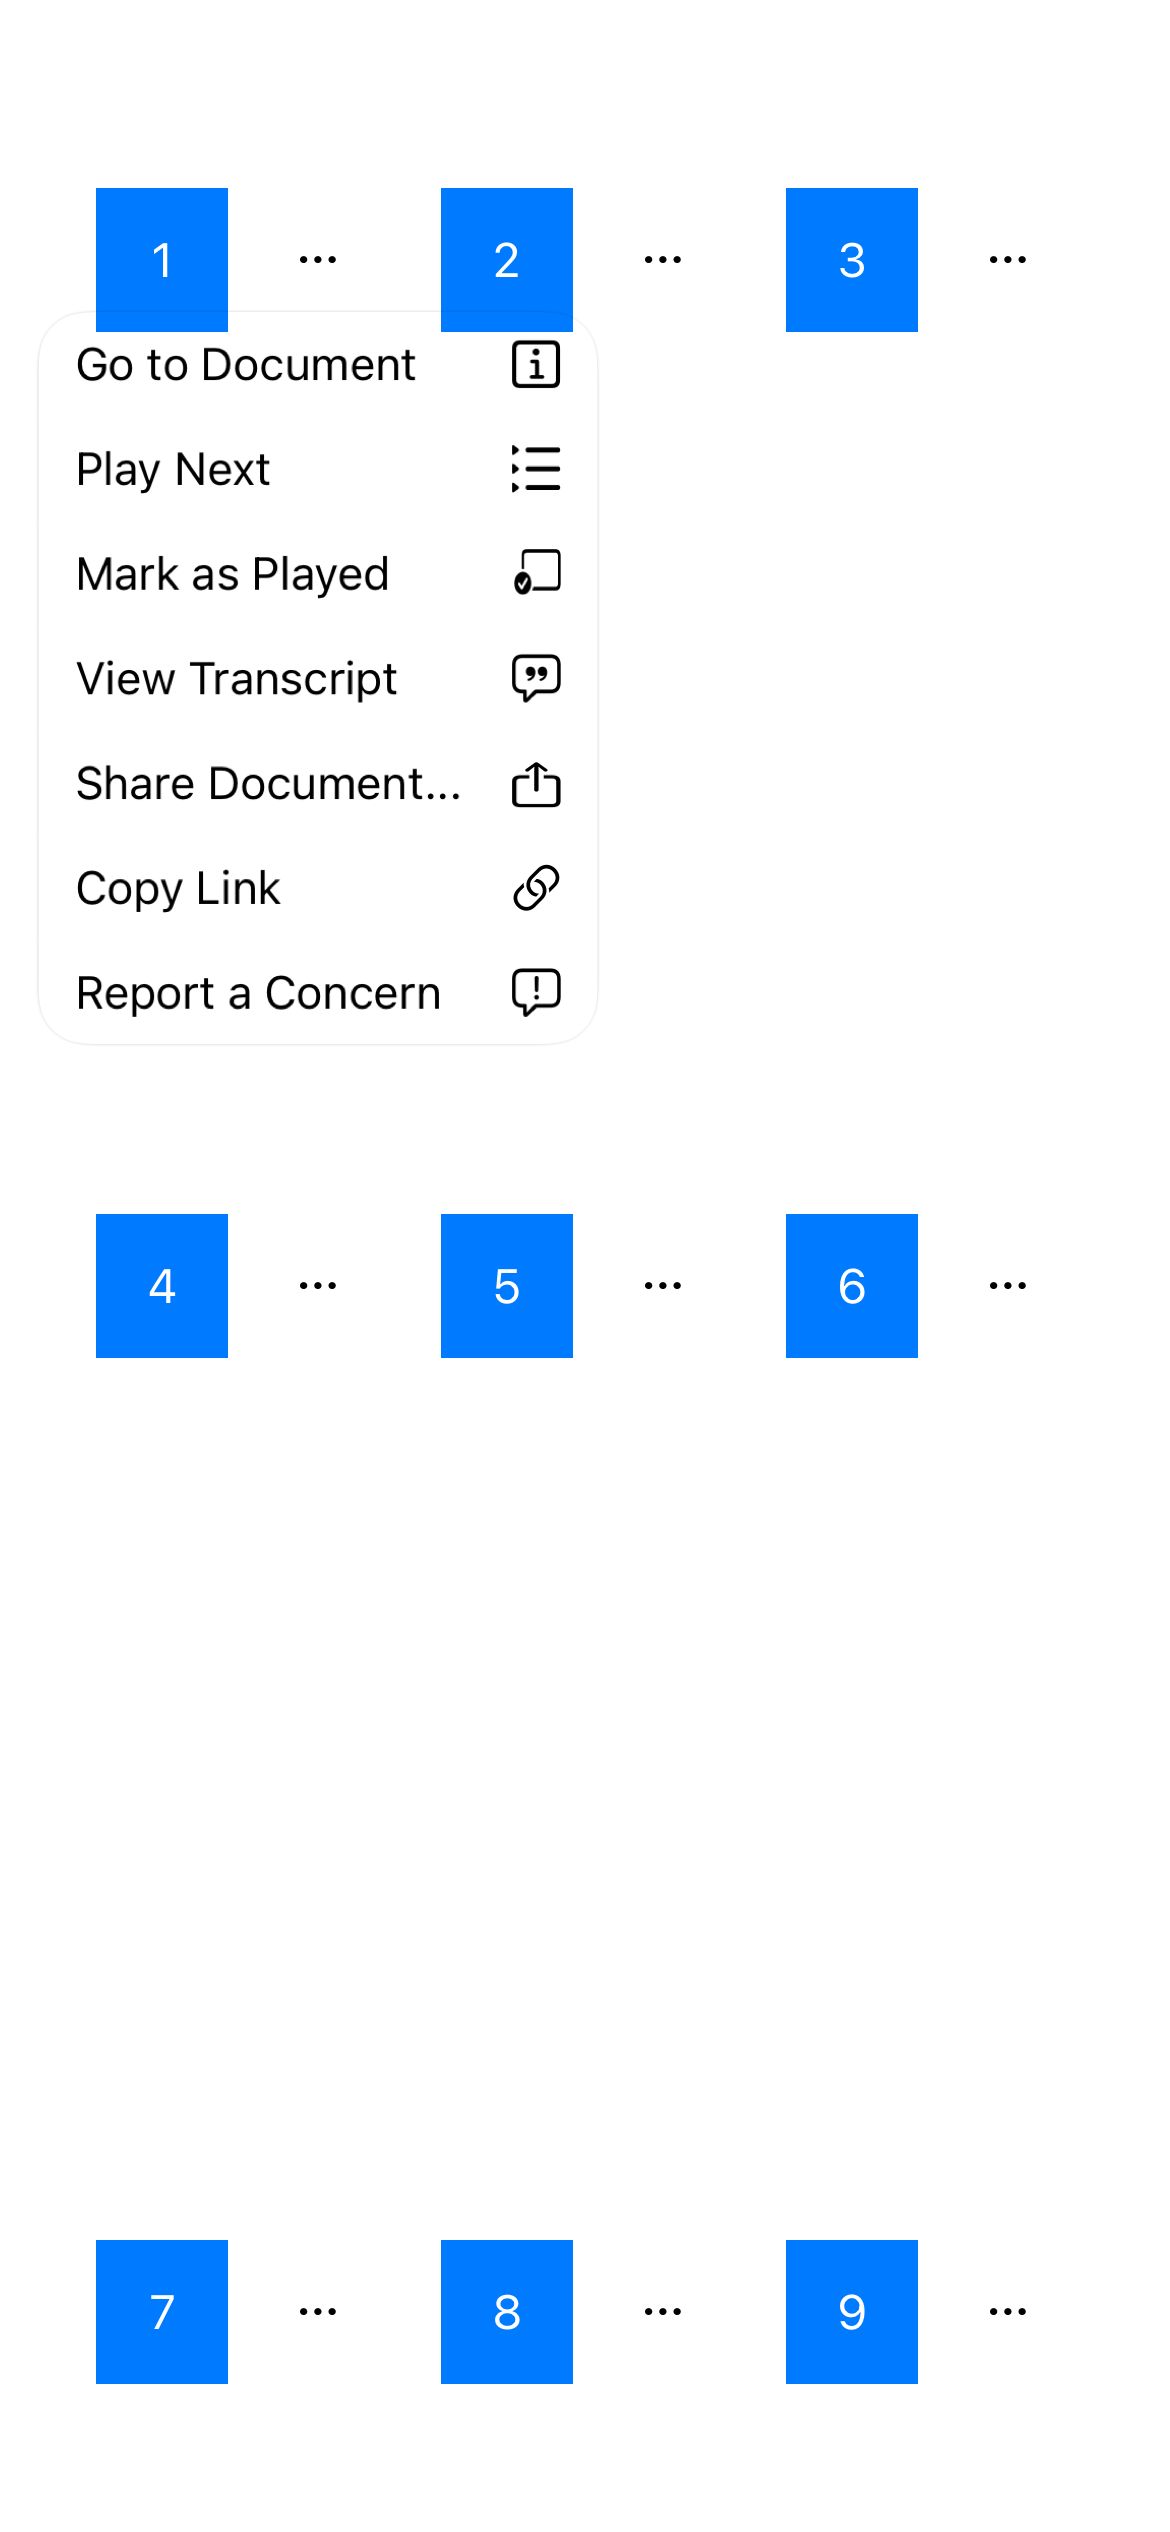 1 ... 2 ... 3 ...
Go to Document
Play Next
Mark as Played
View Transcript
Share Document...
Copy Link
Report a Concern
4 ... 5 ... 6 ...
7 ... 8 ... 9 ...